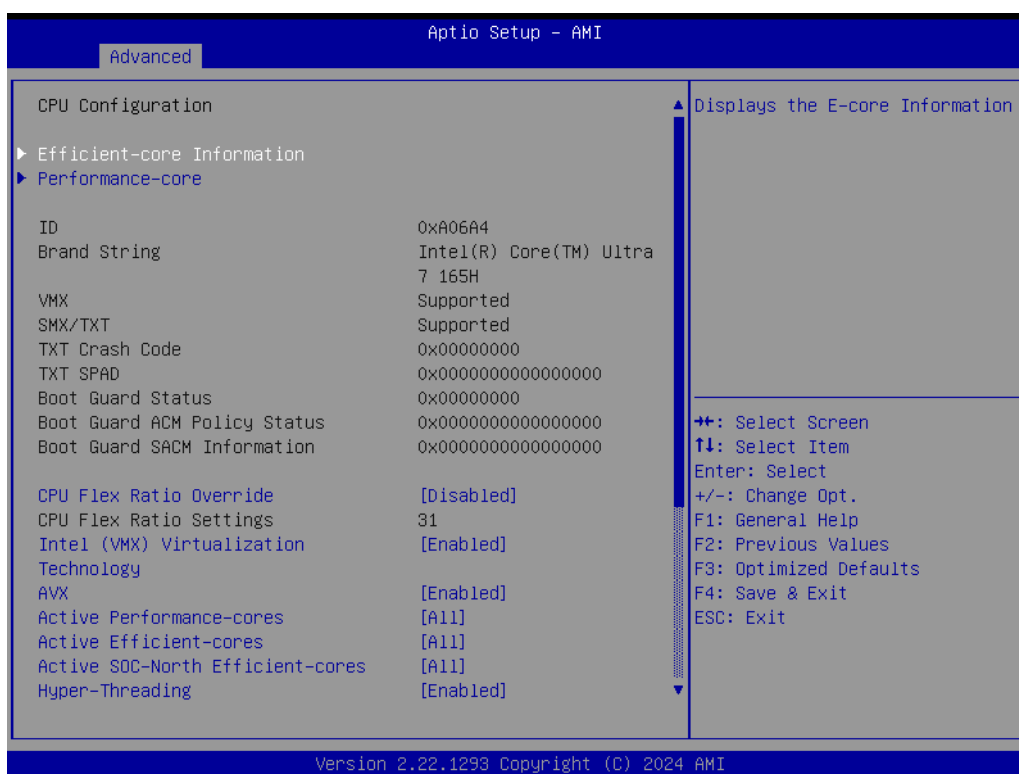 Aptio Setup - AMI
Advanced
CPU Configuration
Efficient-core Information
Performance-core
ID 0xA06A4
Brand String Intel(R) Core(TM) Ultra
7 165H
VMX Supported
SMX/TXT Supported
TXT Crash Code 0x00000000
TXT SPAD 0x0000000000000000
Boot Guard Status 0x00000000
Boot Guard ACM Policy Status 0x0000000000000000
Boot Guard SACM Information 0x0000000000000000
CPU Flex Ratio Override [Disabled]
CPU Flex Ratio Settings 31
Intel (VMX) Virtualization [Enabled]
Technology
AVX [Enabled]
Active Performance-cores [All]
Active Efficient-cores [All]
Active SOC-North Efficient-cores [All]
Hyper-Threading [Enabled]
Displays the E-core Information
→←: Select Screen
↑↓: Select Item
Enter: Select
+/-: Change Opt.
F1: General Help
F2: Previous Values
F3: Optimized Defaults
F4: Save & Exit
ESC: Exit
Version 2.22.1293 Copyright (C) 2024 AMI